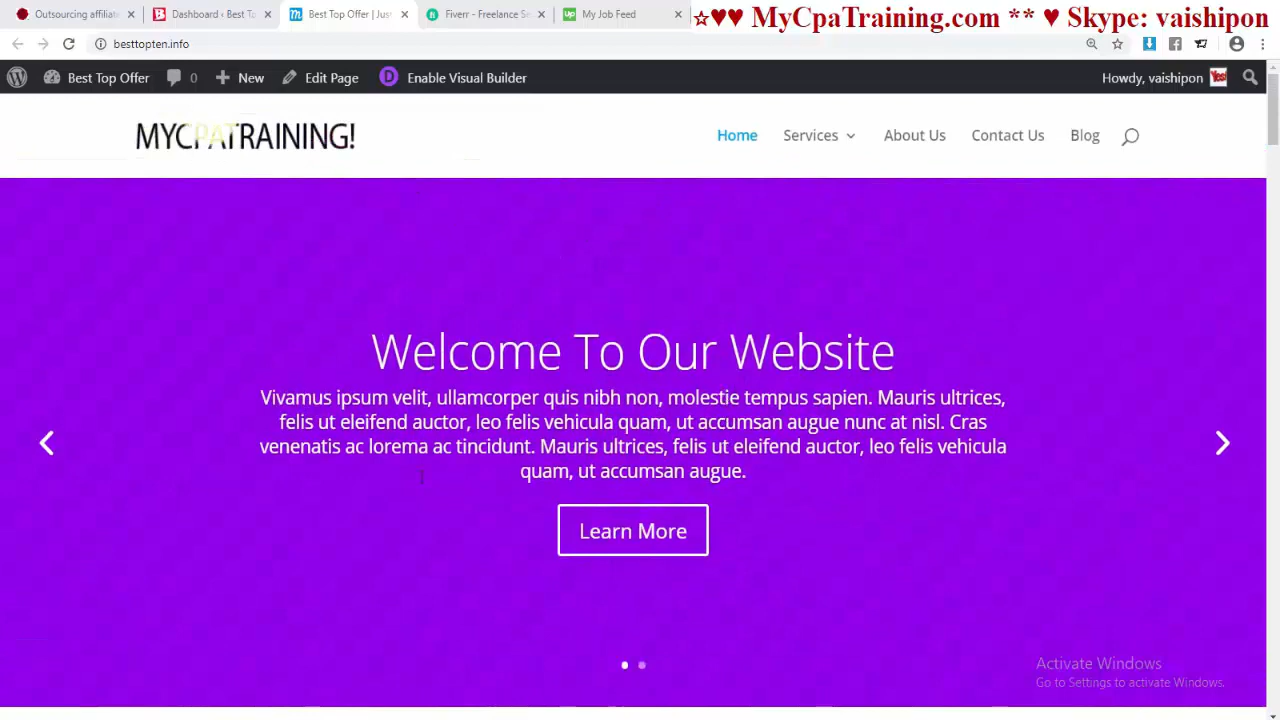 Outsourcing affiliate
Dashboard ‹ Best To
Best Top Offer | Jus
Fiverr - Freelance Se
My Job Feed
☆♥♥ MyCpaTraining.com ** ♥ Skype: vaishipon
besttopten.info
Best Top Offer
0
New
Edit Page
Enable Visual Builder
Howdy, vaishipon
MYCPATRAINING!
Home
Services
About Us
Contact Us
Blog
Welcome To Our Website
Vivamus ipsum velit, ullamcorper quis nibh non, molestie tempus sapien. Mauris ultrices,
felis ut eleifend auctor, leo felis vehicula quam, ut accumsan augue nunc at nisl. Cras
venenatis ac lorema ac tincidunt. Mauris ultrices, felis ut eleifend auctor, leo felis vehicula
quam, ut accumsan augue.
Learn More
Activate Windows
Go to Settings to activate Windows.